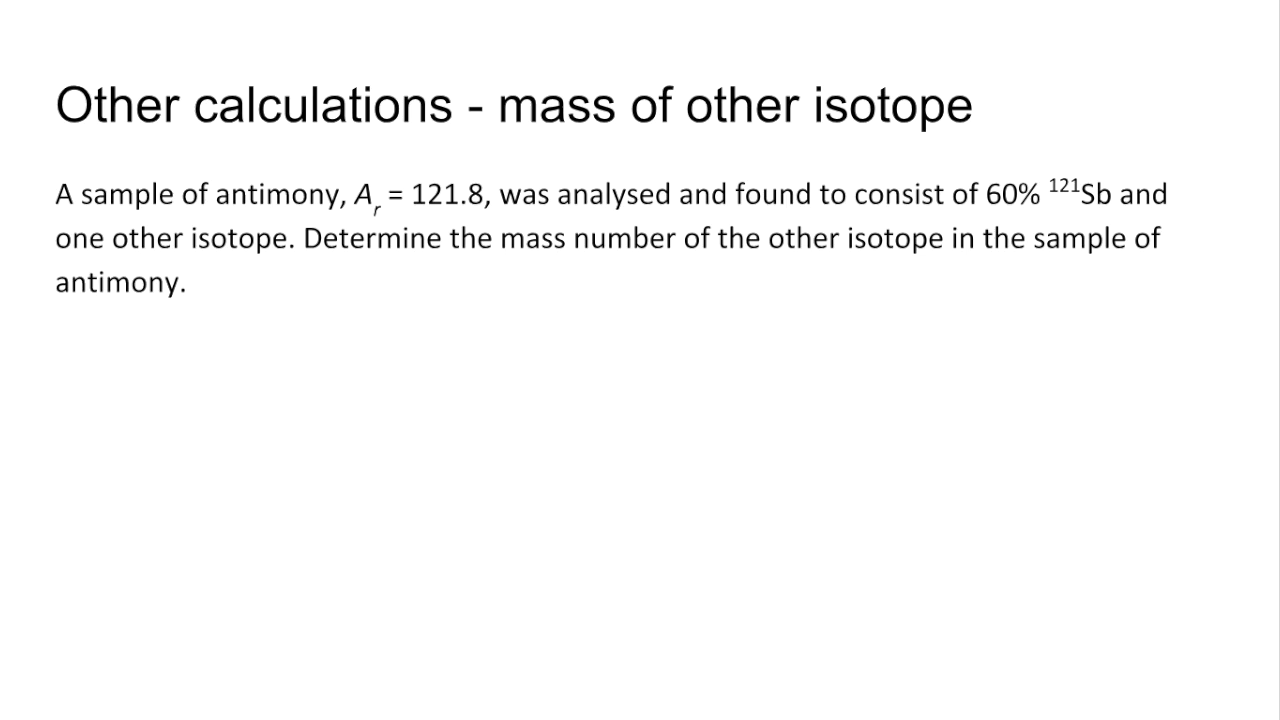 Other calculations - mass of other isotope
A sample of antimony, Aᵣ = 121.8, was analysed and found to consist of 60% ¹²¹Sb and
one other isotope. Determine the mass number of the other isotope in the sample of
antimony.